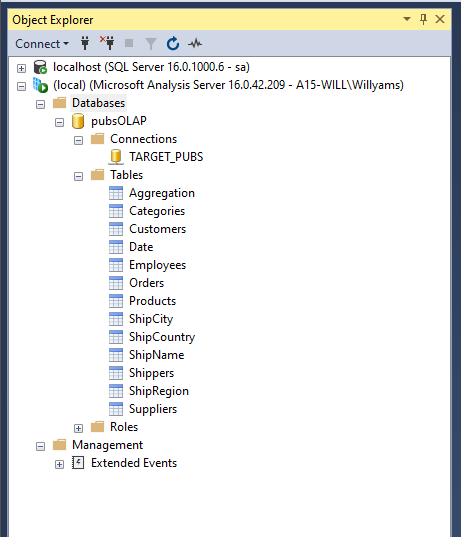 Object Explorer
Connect
localhost (SQL Server 16.0.1000.6 - sa)
(local) (Microsoft Analysis Server 16.0.42.209 - A15-WILL\Willyams)
Databases
pubsOLAP
Connections
TARGET_PUBS
Tables
Aggregation
Categories
Customers
Date
Employees
Orders
Products
ShipCity
ShipCountry
ShipName
Shippers
ShipRegion
Suppliers
Roles
Management
Extended Events